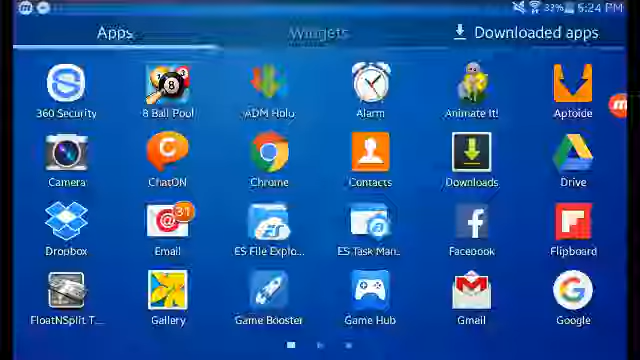 33% 5:24 PM
Apps Widgets Downloaded apps
360 Security 8 Ball Pool ADM Holo Alarm Animate It! Aptoide
Camera ChatON Chrome Contacts Downloads Drive
31
Dropbox Email ES File Explo... ES Task Man... Facebook Flipboard
FloatNSplit T... Gallery Game Booster Game Hub Gmail Google